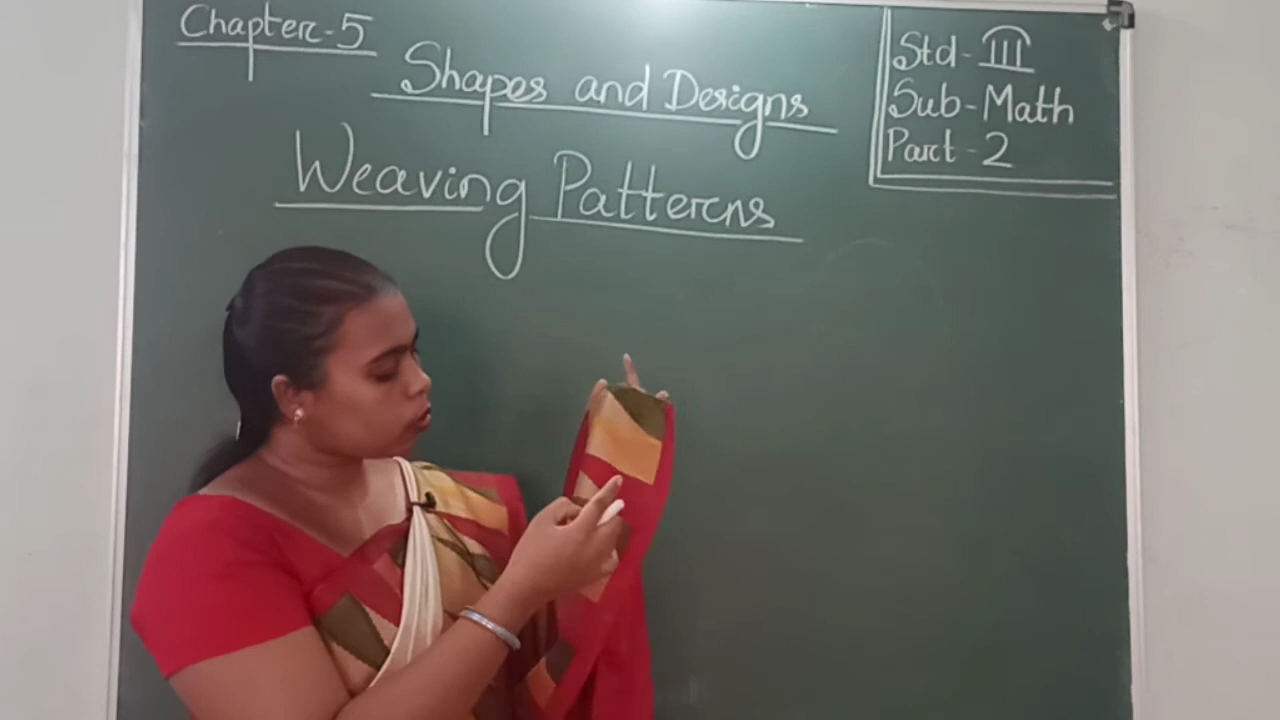 Chapter-5
Shapes and Designs
Weaving Patterns
Std-III
Sub-Math
Part-2